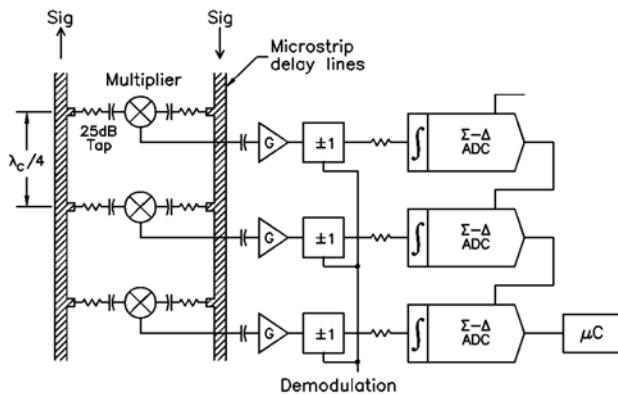 Sig
Sig
Microstrip
delay lines
Multiplier
25dB
Tap
λc/4
G
±1
∫
Σ−Δ
ADC
G
±1
∫
Σ−Δ
ADC
G
±1
∫
Σ−Δ
ADC
μC
Demodulation